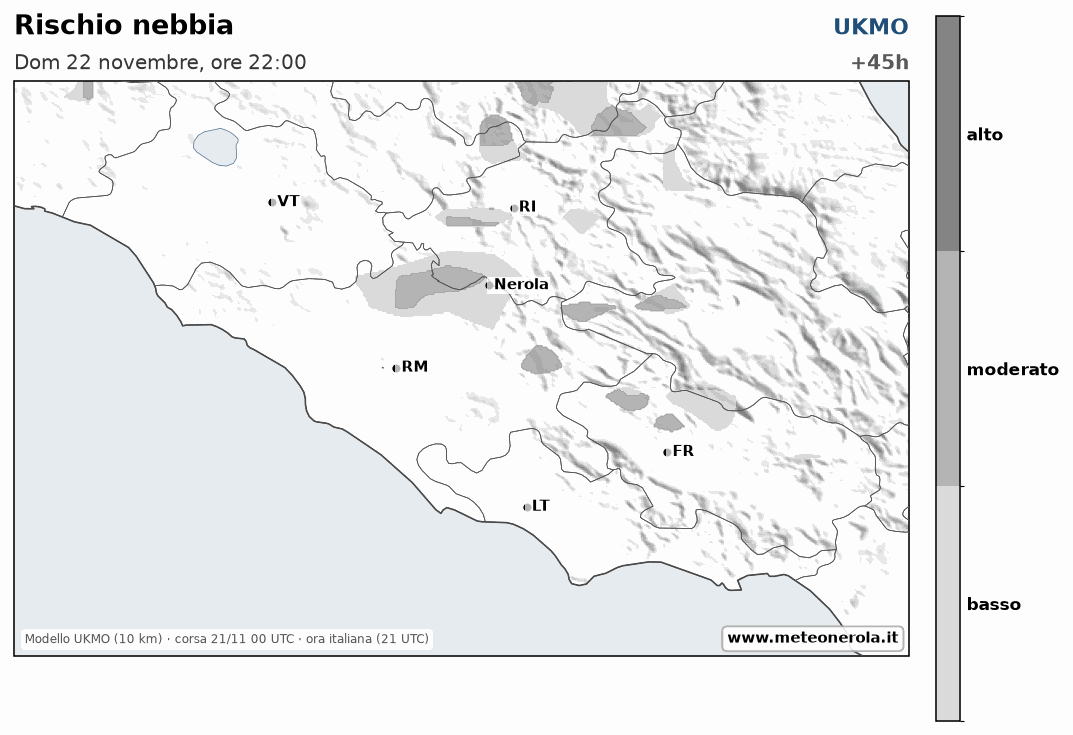 Rischio nebbia
UKMO
Dom 22 novembre, ore 22:00
+45h
alto
VT
RI
Nerola
moderato
RM
FR
LT
basso
Modello UKMO (10 km) · corsa 21/11 00 UTC · ora italiana (21 UTC)
www.meteonerola.it